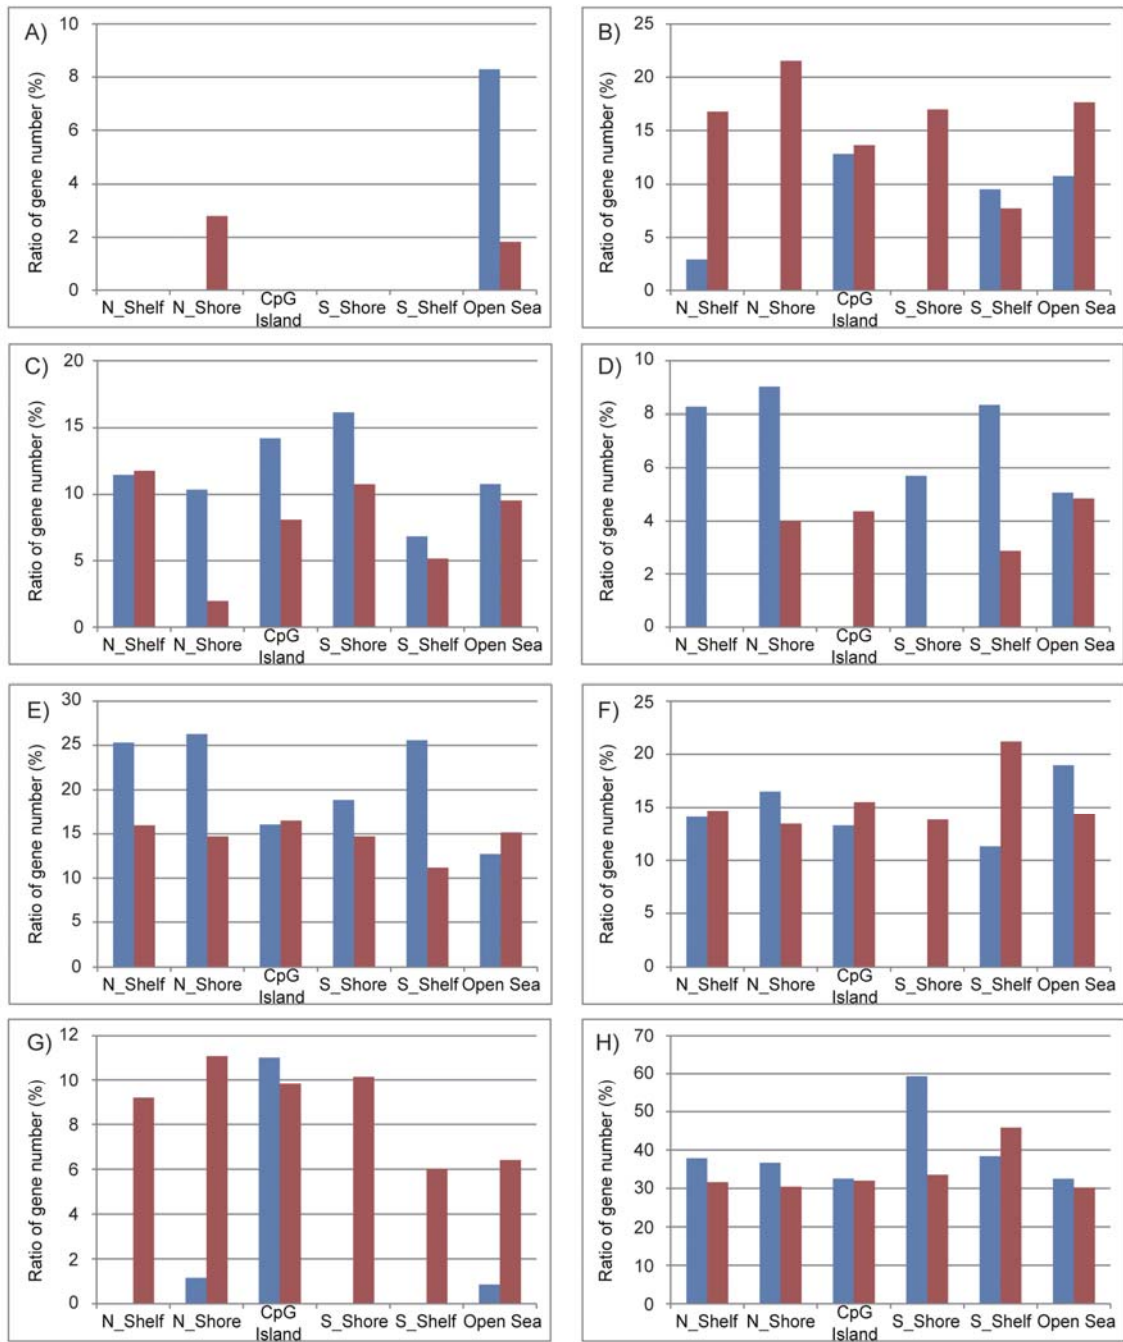 A)
Ratio of gene number (%)
10
8
6
4
2
0
N_Shelf N_Shore CpG Island S_Shore S_Shelf Open Sea
B)
Ratio of gene number (%)
25
20
15
10
5
0
N_Shelf N_Shore CpG Island S_Shore S_Shelf Open Sea
C)
Ratio of gene number (%)
20
15
10
5
0
N_Shelf N_Shore CpG Island S_Shore S_Shelf Open Sea
D)
Ratio of gene number (%)
10
8
6
4
2
0
N_Shelf N_Shore CpG Island S_Shore S_Shelf Open Sea
E)
Ratio of gene number (%)
30
25
20
15
10
5
0
N_Shelf N_Shore CpG Island S_Shore S_Shelf Open Sea
F)
Ratio of gene number (%)
25
20
15
10
5
0
N_Shelf N_Shore CpG Island S_Shore S_Shelf Open Sea
G)
Ratio of gene number (%)
12
10
8
6
4
2
0
N_Shelf N_Shore CpG Island S_Shore S_Shelf Open Sea
H)
Ratio of gene number (%)
70
60
50
40
30
20
10
0
N_Shelf N_Shore CpG Island S_Shore S_Shelf Open Sea